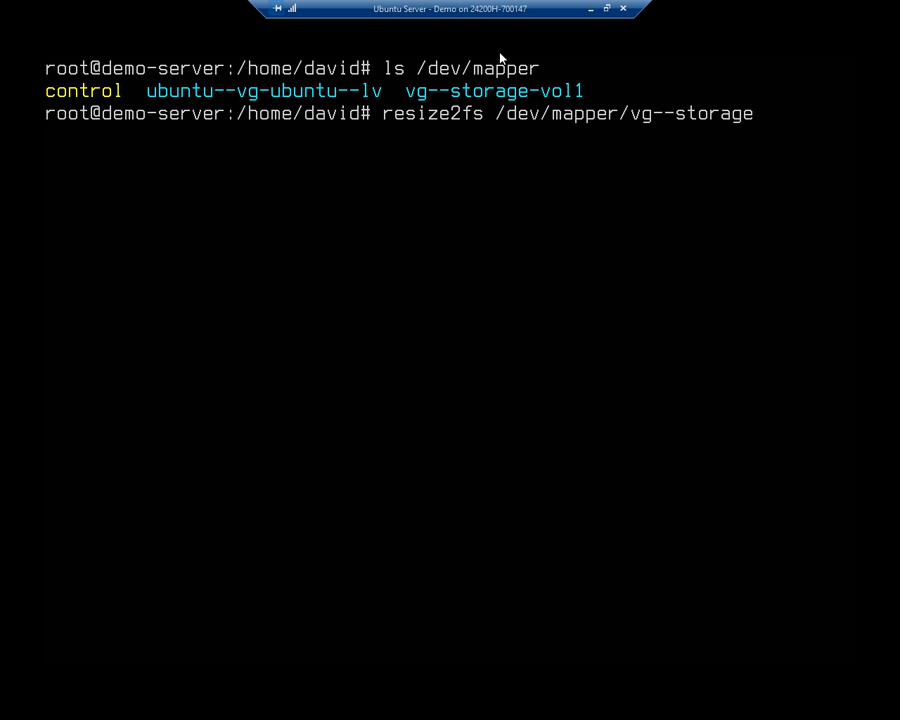 Ubuntu Server - Demo on 24200H-700147
root@demo-server:/home/david# ls /dev/mapper
control  ubuntu--vg-ubuntu--lv  vg--storage-vol1
root@demo-server:/home/david# resize2fs /dev/mapper/vg--storage